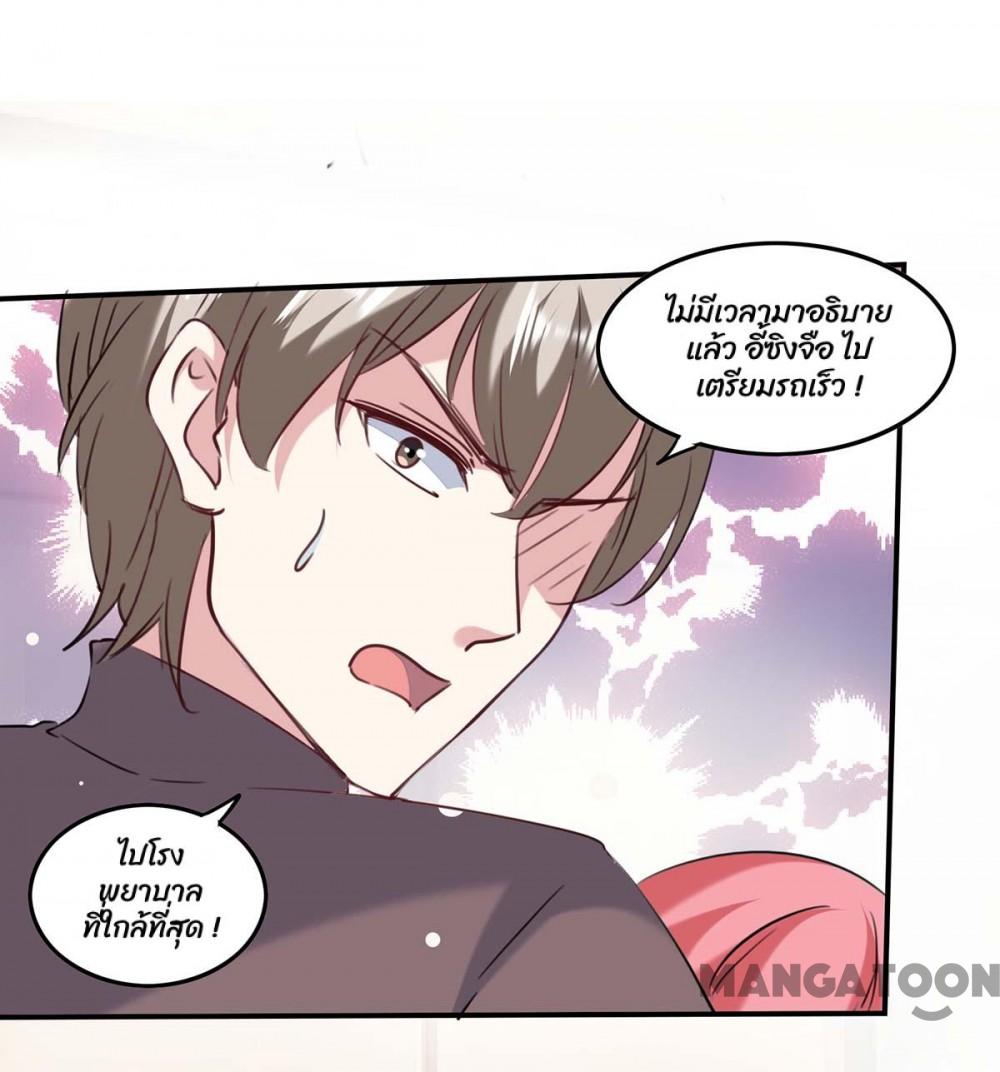 ไม่มีเวลามาอธิบาย
แล้ว อี้ซิงจือ ไป
เตรียมรถเร็ว !
ไปโรง
พยาบาล
ที่ใกล้ที่สุด !
MANGATOON